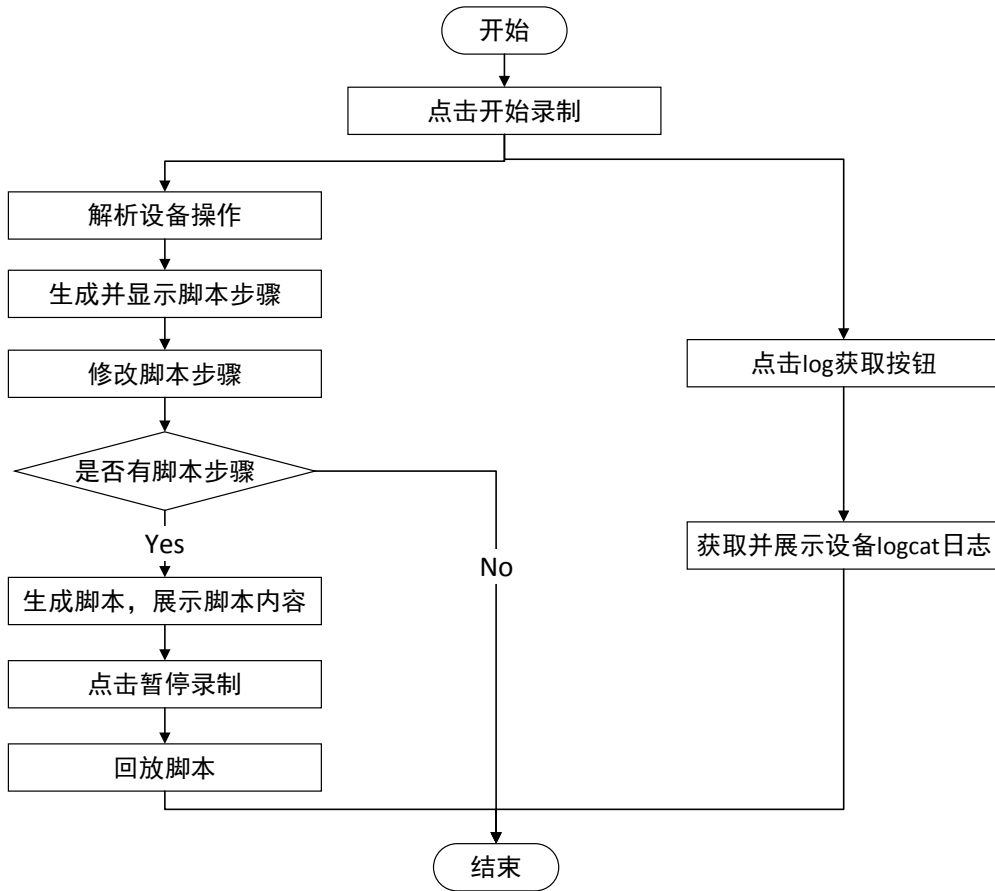 开始
点击开始录制
解析设备操作
生成并显示脚本步骤
修改脚本步骤
是否有脚本步骤
Yes
No
生成脚本，展示脚本内容
点击暂停录制
回放脚本
点击log获取按钮
获取并展示设备logcat日志
结束